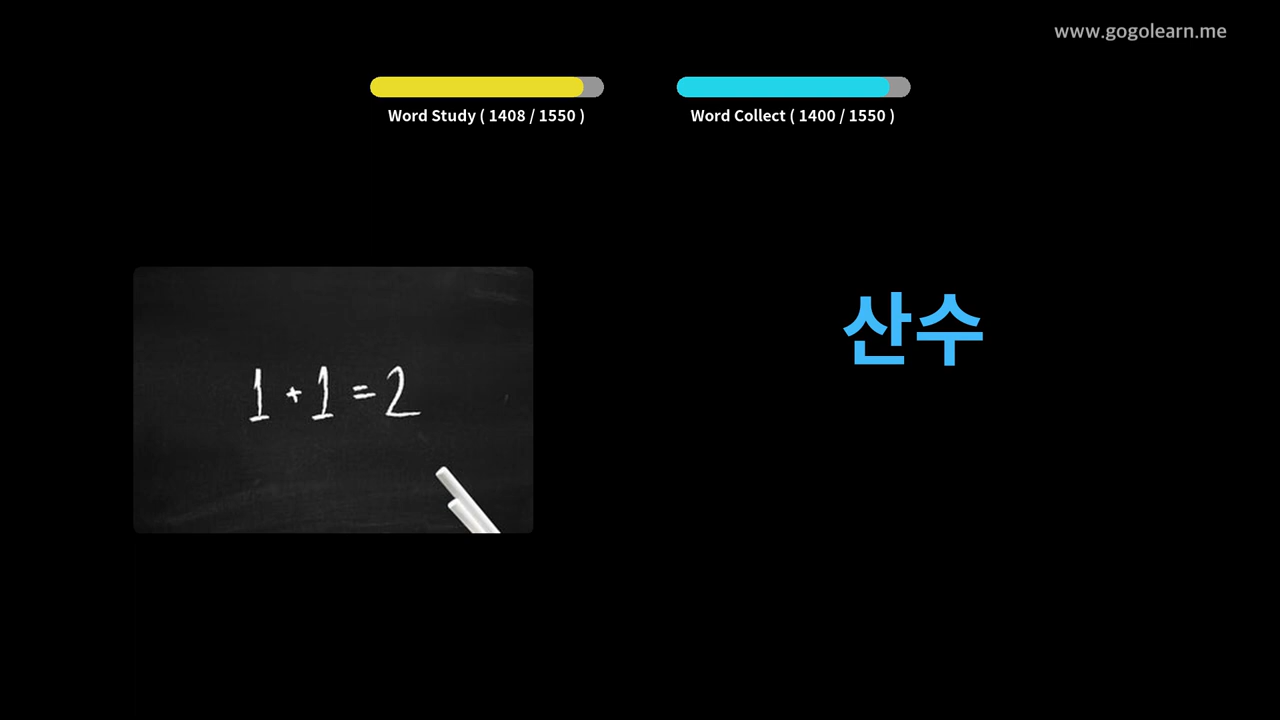 www.gogolearn.me
Word Study ( 1408 / 1550 )
Word Collect ( 1400 / 1550 )
산수
1 + 1 = 2